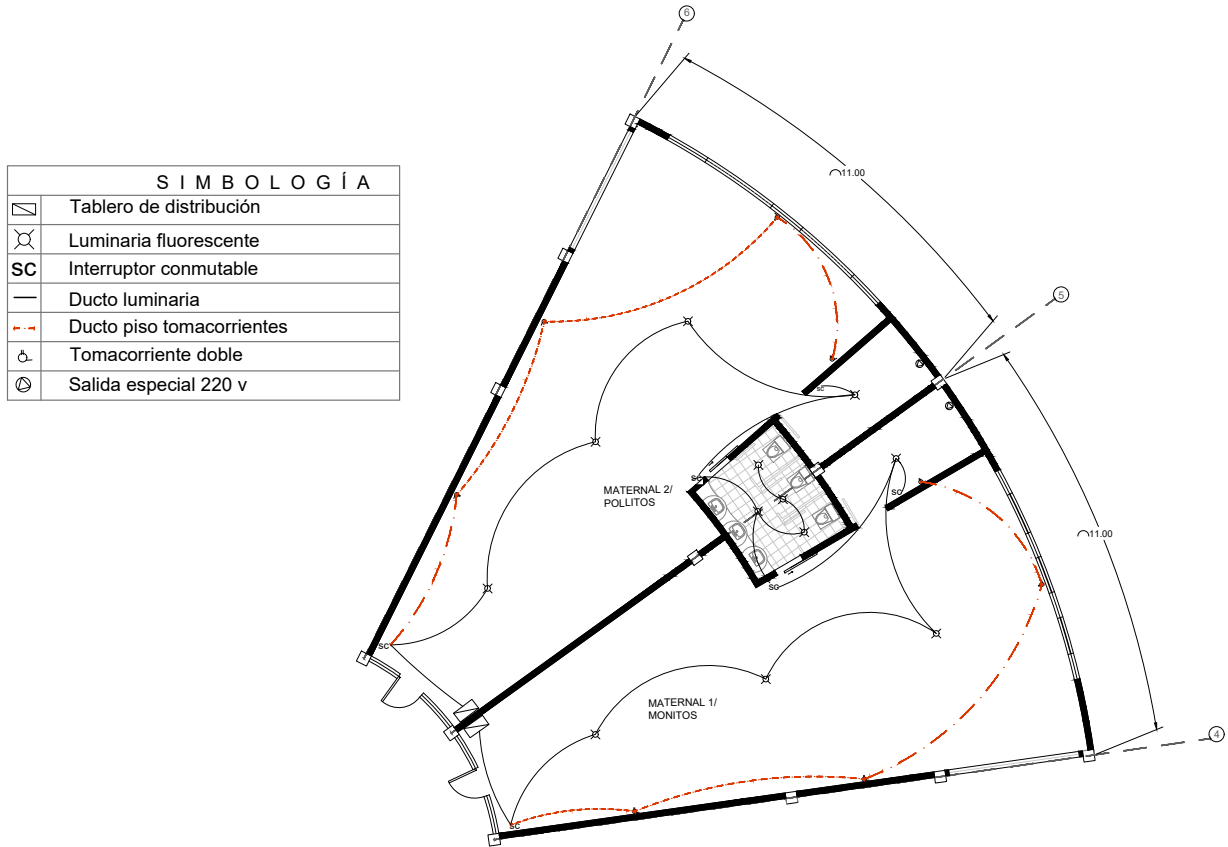 6
11.00
S I M B O L O G Í A
Tablero de distribución
Luminaria fluorescente
SC Interruptor conmutable
Ducto luminaria
Ducto piso tomacorrientes
Tomacorriente doble
Salida especial 220 v
5
SC
SC
MATERNAL 2/
POLLITOS
SC
11.00
SC
SC
MATERNAL 1/
MONITOS
4
SC